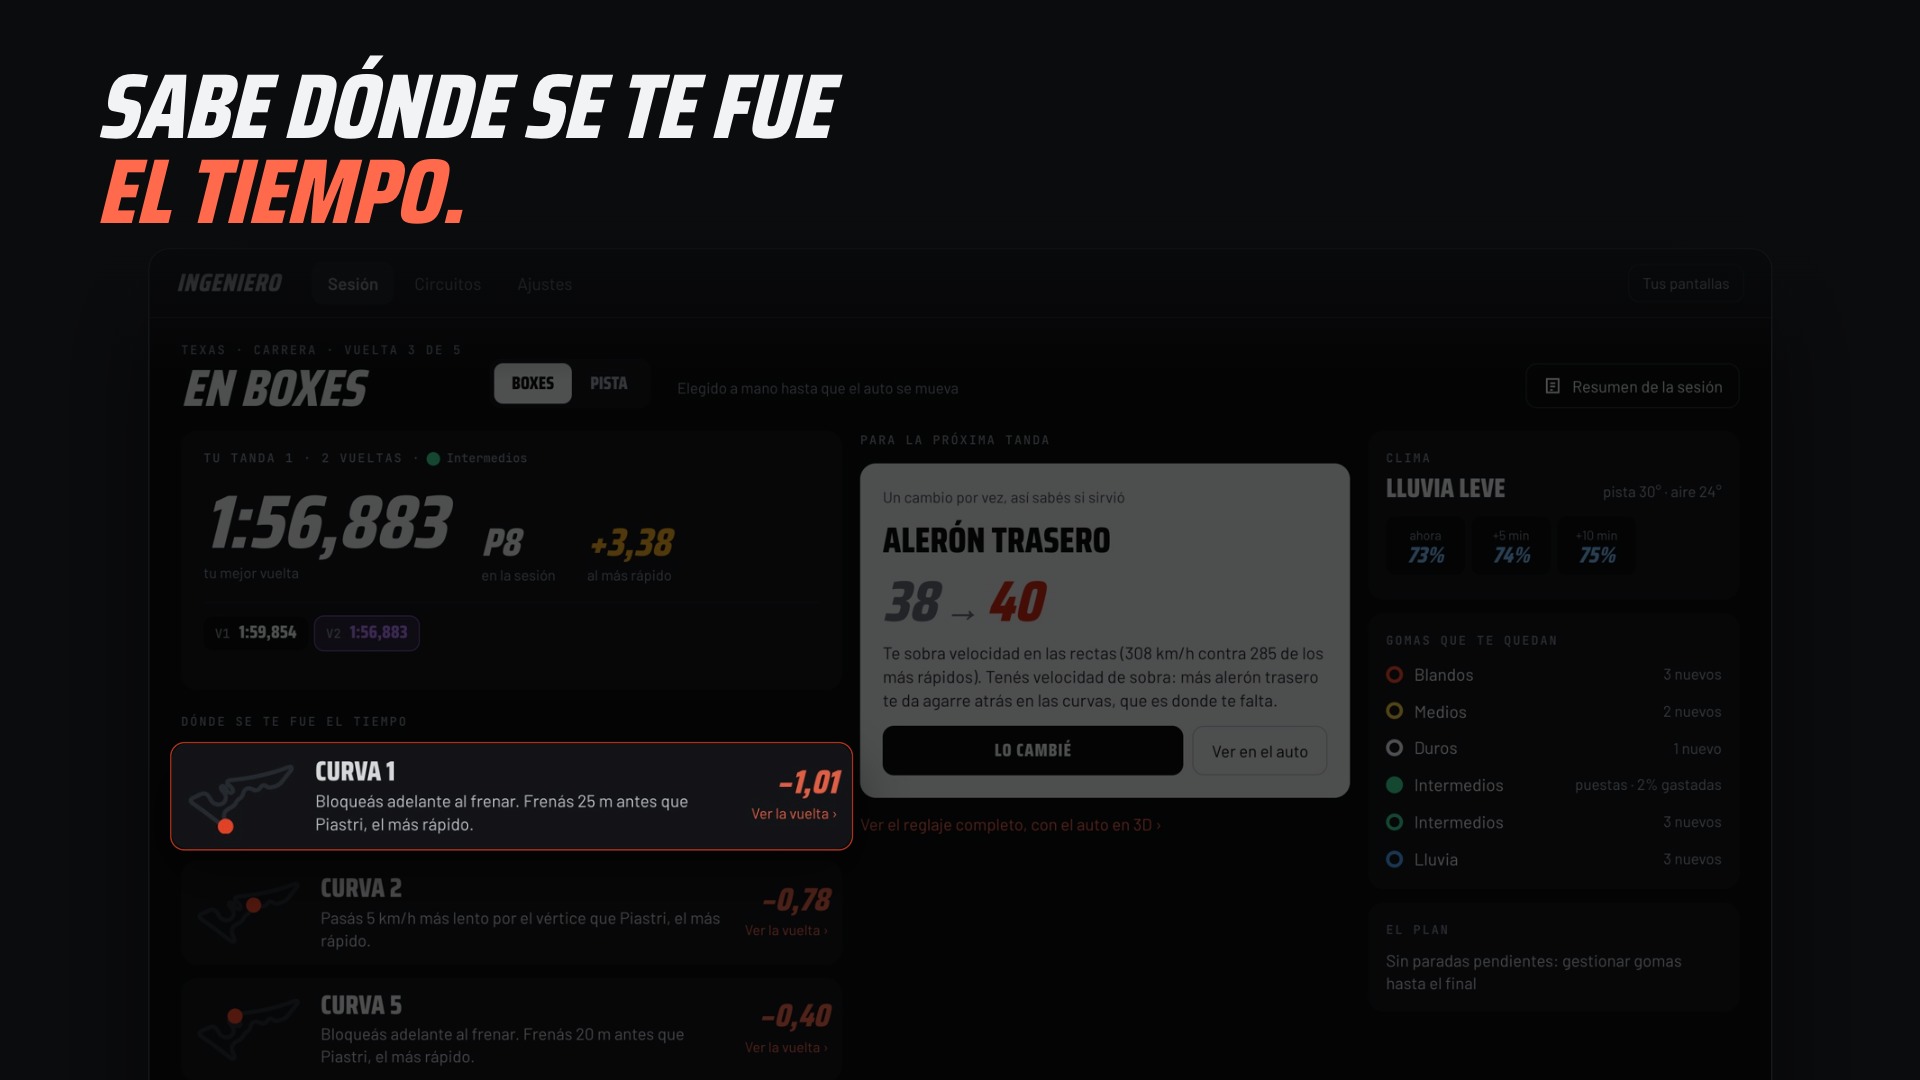 SABE DÓNDE SE TE FUE
EL TIEMPO.
INGENIERO
Sesión
Circuitos
Ajustes
Tus pantallas
TEXAS · CARRERA · VUELTA 3 DE 5
EN BOXES
BOXES
PISTA
Elegido a mano hasta que el auto se mueva
Resumen de la sesión
TU TANDA 1 · 2 VUELTAS · Intermedios
1:56,883
tu mejor vuelta
P8
en la sesión
+3,38
al más rápido
V1 1:59,854
V2 1:56,883
DÓNDE SE TE FUE EL TIEMPO
CURVA 1
Bloqueás adelante al frenar. Frenás 25 m antes que
Piastri, el más rápido.
−1,01
Ver la vuelta ›
CURVA 2
Pasás 5 km/h más lento por el vértice que Piastri, el más
rápido.
−0,78
Ver la vuelta ›
CURVA 5
Bloqueás adelante al frenar. Frenás 20 m antes que
Piastri, el más rápido.
−0,40
Ver la vuelta ›
PARA LA PRÓXIMA TANDA
Un cambio por vez, así sabés si sirvió
ALERÓN TRASERO
38 → 40
Te sobra velocidad en las rectas (308 km/h contra 285 de los
más rápidos). Tenés velocidad de sobra: más alerón trasero
te da agarre atrás en las curvas, que es donde te falta.
LO CAMBIÉ
Ver en el auto
Ver el reglaje completo, con el auto en 3D ›
CLIMA
LLUVIA LEVE
pista 30° · aire 24°
ahora
73%
+5 min
74%
+10 min
75%
GOMAS QUE TE QUEDAN
Blandos 3 nuevos
Medios 2 nuevos
Duros 1 nuevo
Intermedios puestas · 2% gastadas
Intermedios 3 nuevos
Lluvia 3 nuevos
EL PLAN
Sin paradas pendientes: gestionar gomas
hasta el final